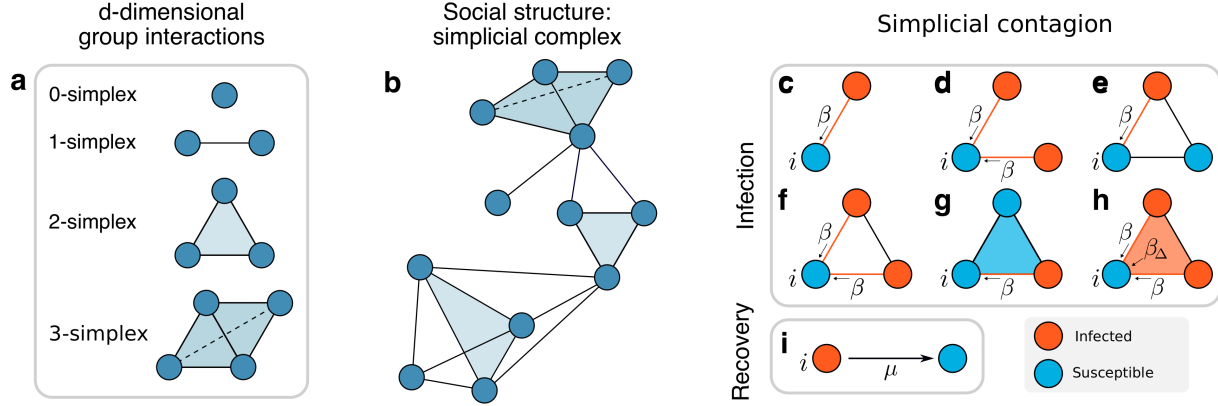 d-dimensional
group interactions
a
0-simplex
1-simplex
2-simplex
3-simplex
Social structure:
simplicial complex
b
Simplicial contagion
Infection
c
β
i
d
β
i
β
e
β
i
f
β
i
β
g
i
β
h
β
β_Δ
i
β
Recovery
i
i
μ
Infected
Susceptible